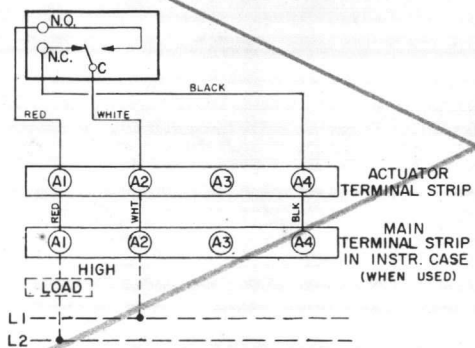 N.O.
N.C.
C
BLACK
RED
WHITE
A1 A2 A3 A4
ACTUATOR
TERMINAL STRIP
RED
WHT
BLK
A1 A2 A3 A4
MAIN
TERMINAL STRIP
IN INSTR. CASE
(WHEN USED)
HIGH
LOAD
L1
L2